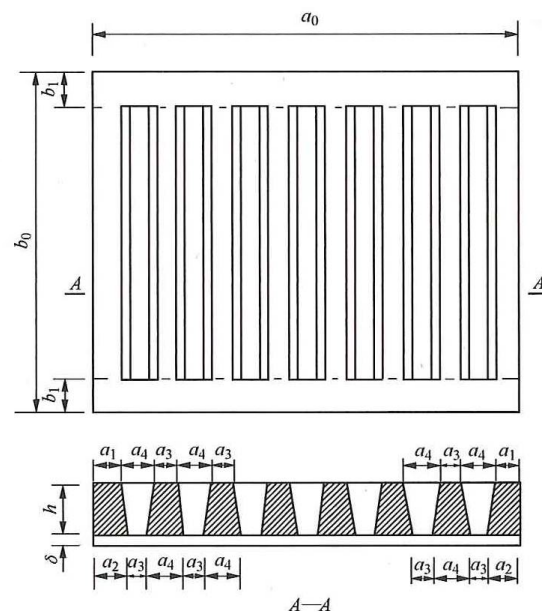 a₀
b₁
b₀
A A
b₁
a₁ a₄ a₃ a₄ a₃ a₄ a₃ a₄ a₁
h
δ
a₂ a₃ a₄ a₃ a₄ a₃ a₄ a₃ a₂
A—A